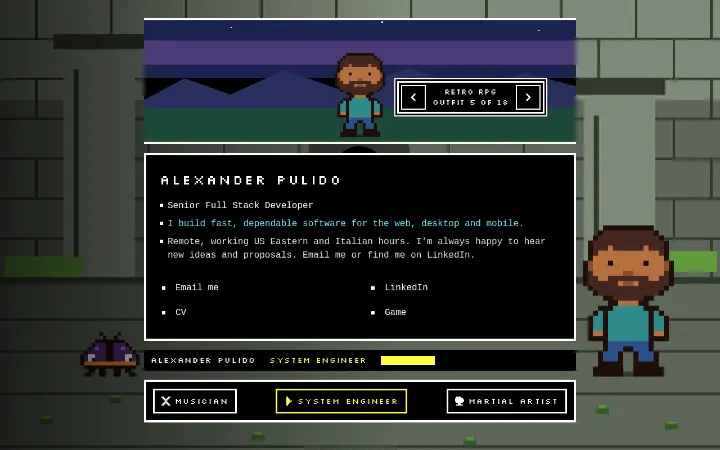 RETRO RPG
OUTFIT 5 OF 18
ALEXANDER PULIDO
Senior Full Stack Developer
I build fast, dependable software for the web, desktop and mobile.
Remote, working US Eastern and Italian hours. I'm always happy to hear
new ideas and proposals. Email me or find me on LinkedIn.
Email me
LinkedIn
CV
Game
ALEXANDER PULIDO SYSTEM ENGINEER
MUSICIAN
SYSTEM ENGINEER
MARTIAL ARTIST